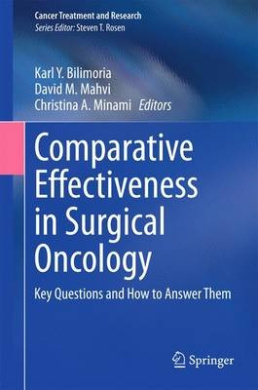 Cancer Treatment and Research
Series Editor: Steven T. Rosen
Karl Y. Bilimoria
David M. Mahvi
Christina A. Minami Editors
Comparative
Effectiveness
in Surgical
Oncology
Key Questions and How to Answer Them
Springer